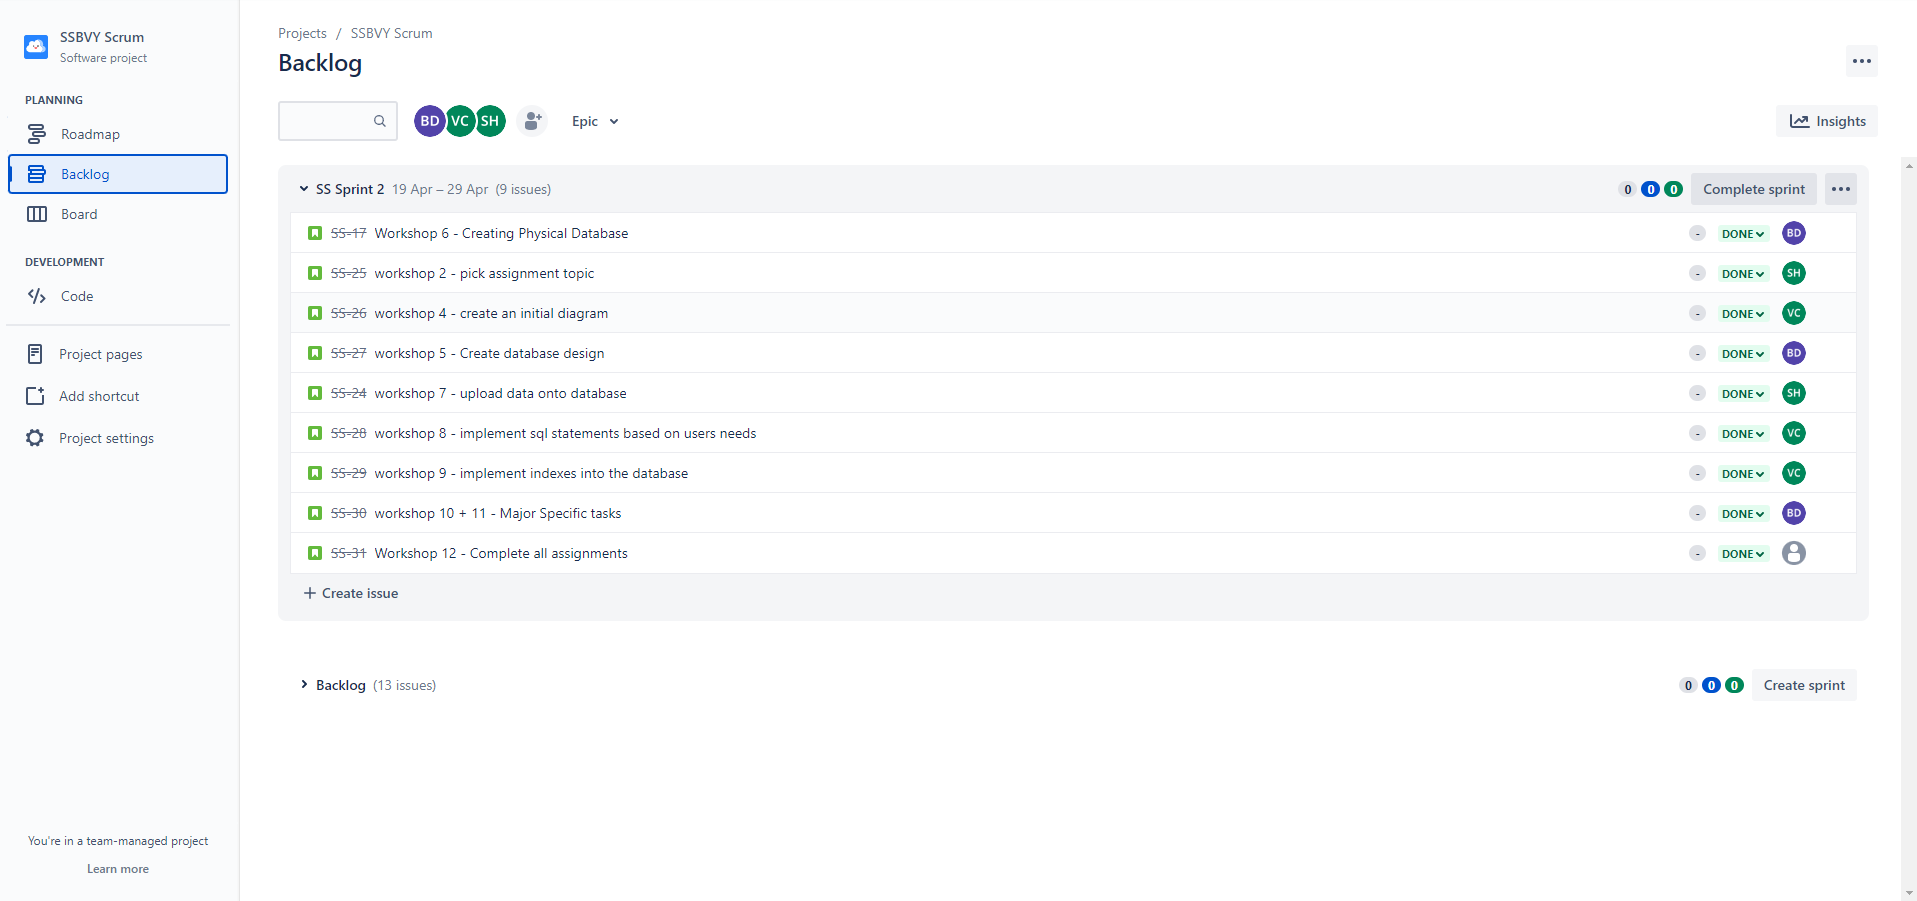 SSBVY Scrum
Software project
PLANNING
Roadmap
Backlog
Board
DEVELOPMENT
Code
Project pages
Add shortcut
Project settings
You're in a team-managed project
Learn more
Projects / SSBVY Scrum
Backlog
BD VC SH Epic
Insights
SS Sprint 2 19 Apr – 29 Apr (9 issues) 0 0 0 Complete sprint
SS-17 Workshop 6 - Creating Physical Database - DONE BD
SS-25 workshop 2 - pick assignment topic - DONE SH
SS-26 workshop 4 - create an initial diagram - DONE VC
SS-27 workshop 5 - Create database design - DONE BD
SS-24 workshop 7 - upload data onto database - DONE SH
SS-28 workshop 8 - implement sql statements based on users needs - DONE VC
SS-29 workshop 9 - implement indexes into the database - DONE VC
SS-30 workshop 10 + 11 - Major Specific tasks - DONE BD
SS-31 Workshop 12 - Complete all assignments - DONE
Create issue
Backlog (13 issues) 0 0 0 Create sprint